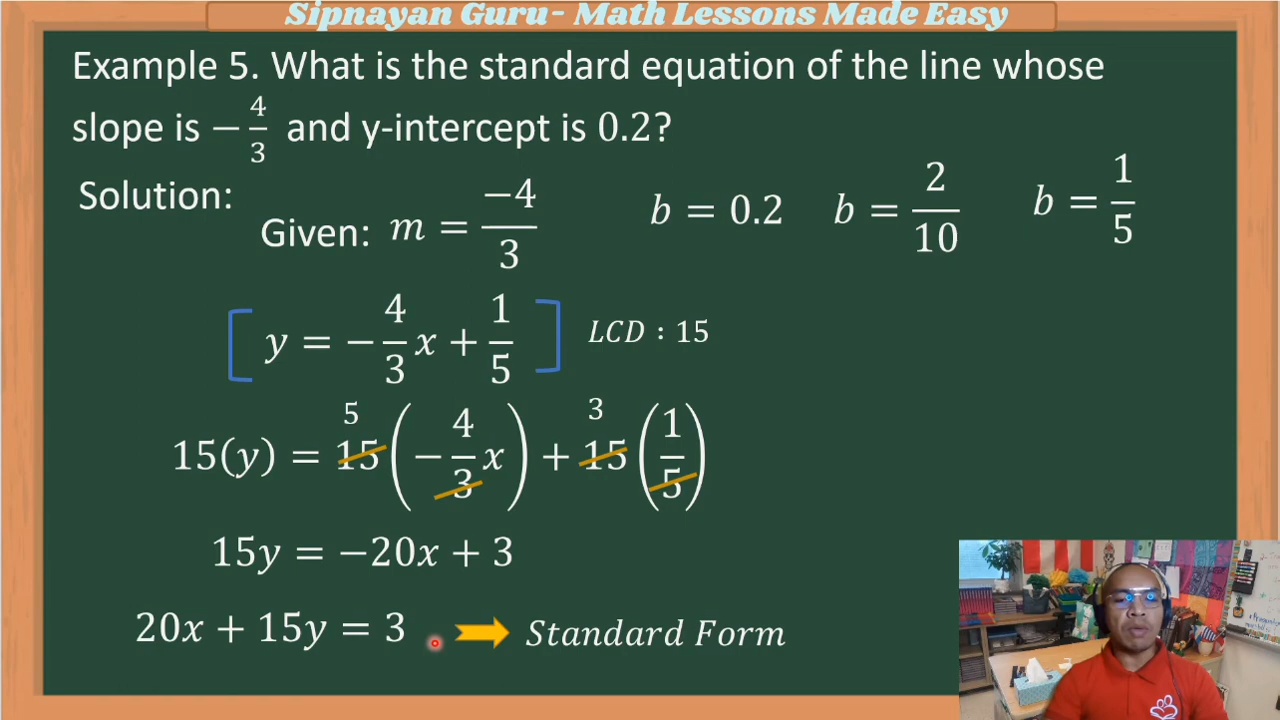 Sipnayan Guru- Math Lessons Made Easy
Example 5. What is the standard equation of the line whose
slope is −4/3 and y-intercept is 0.2?
Solution:
Given: m = −4/3 b = 0.2 b = 2/10 b = 1/5
[ y = −4/3 x + 1/5 ] LCD : 15
5 3
15(y) = 15(−4/3 x) + 15(1/5)
15y = −20x + 3
20x + 15y = 3 Standard Form